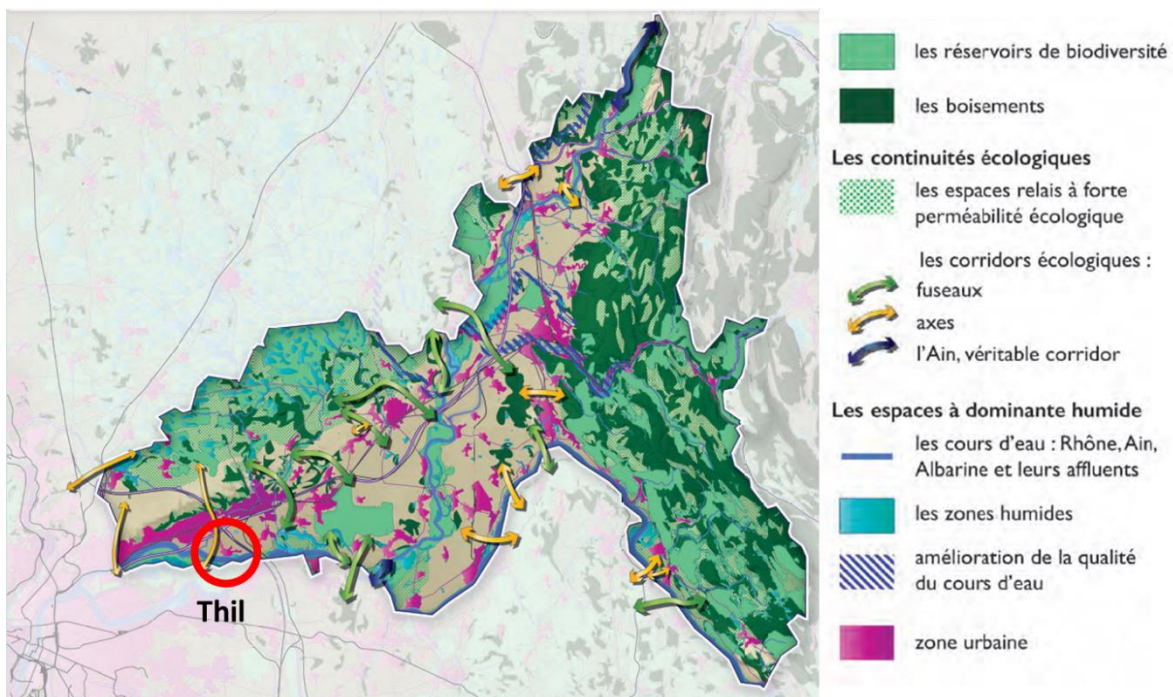 les réservoirs de biodiversité
les boisements
Les continuités écologiques
les espaces relais à forte
perméabilité écologique
les corridors écologiques :
fuseaux
axes
l'Ain, véritable corridor
Les espaces à dominante humide
les cours d'eau : Rhône, Ain,
Albarine et leurs affluents
les zones humides
amélioration de la qualité
du cours d'eau
zone urbaine
Thil